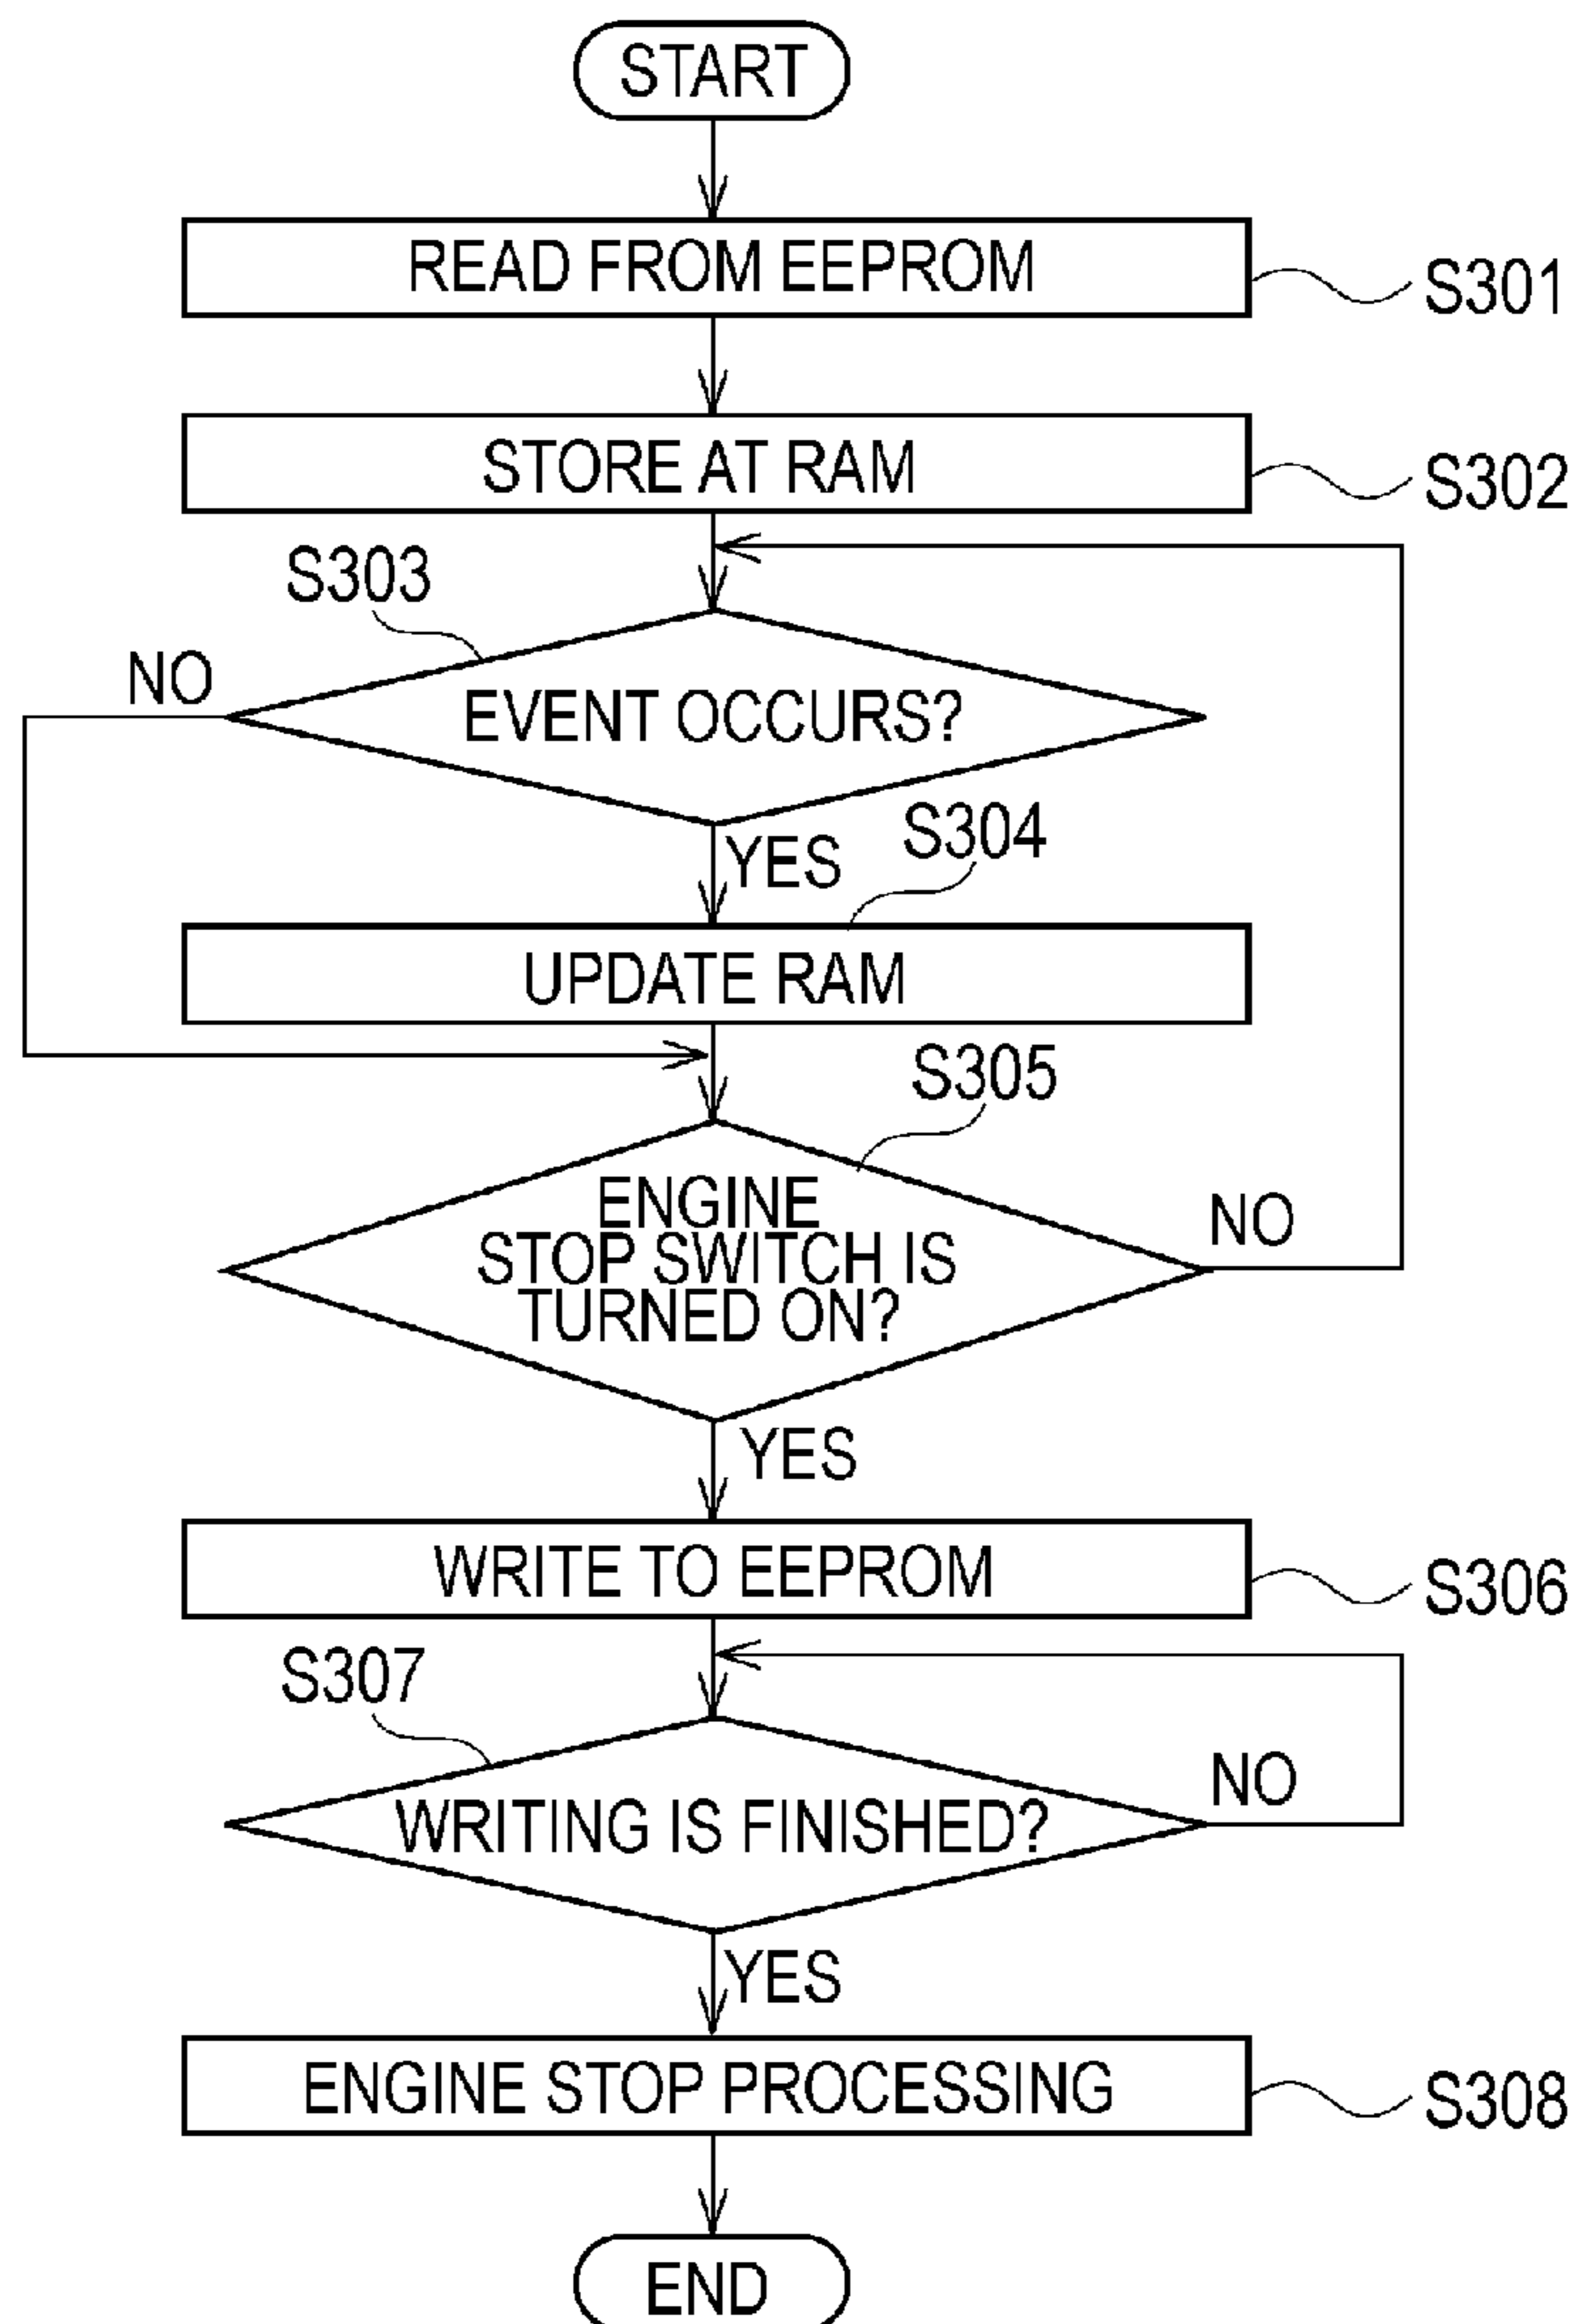 START
READ FROM EEPROM
S301
STORE AT RAM
S302
S303
NO
EVENT OCCURS?
YES
S304
UPDATE RAM
S305
ENGINE
STOP SWITCH IS
TURNED ON?
NO
YES
WRITE TO EEPROM
S306
S307
NO
WRITING IS FINISHED?
YES
ENGINE STOP PROCESSING
S308
END